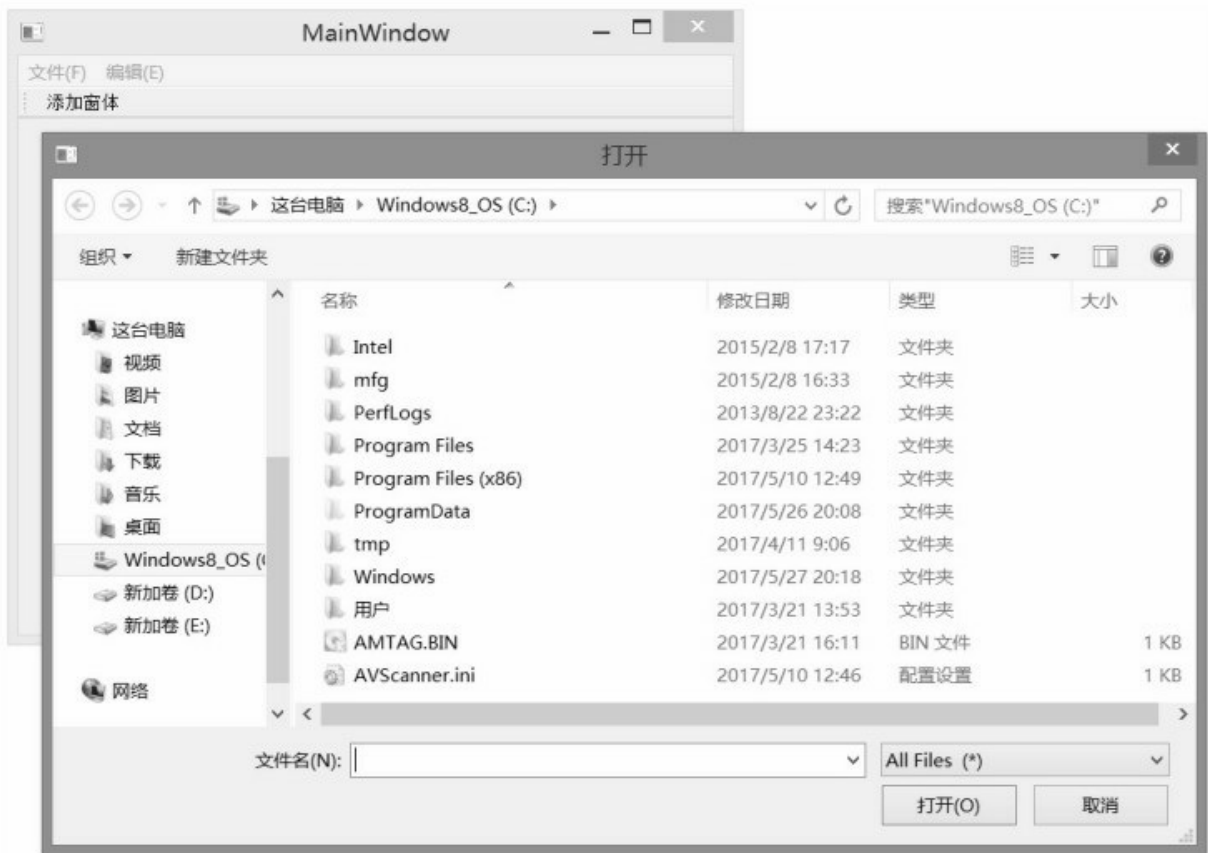 MainWindow
文件(F) 编辑(E)
添加窗体
打开
这台电脑 Windows8_OS (C:)
搜索"Windows8_OS (C:)"
组织 新建文件夹
名称 修改日期 类型 大小
这台电脑
视频
图片
文档
下载
音乐
桌面
Windows8_OS (
新加卷 (D:)
新加卷 (E:)
网络
Intel 2015/2/8 17:17 文件夹
mfg 2015/2/8 16:33 文件夹
PerfLogs 2013/8/22 23:22 文件夹
Program Files 2017/3/25 14:23 文件夹
Program Files (x86) 2017/5/10 12:49 文件夹
ProgramData 2017/5/26 20:08 文件夹
tmp 2017/4/11 9:06 文件夹
Windows 2017/5/27 20:18 文件夹
用户 2017/3/21 13:53 文件夹
AMTAG.BIN 2017/3/21 16:11 BIN 文件 1 KB
AVScanner.ini 2017/5/10 12:46 配置设置 1 KB
文件名(N): All Files (*)
打开(O) 取消